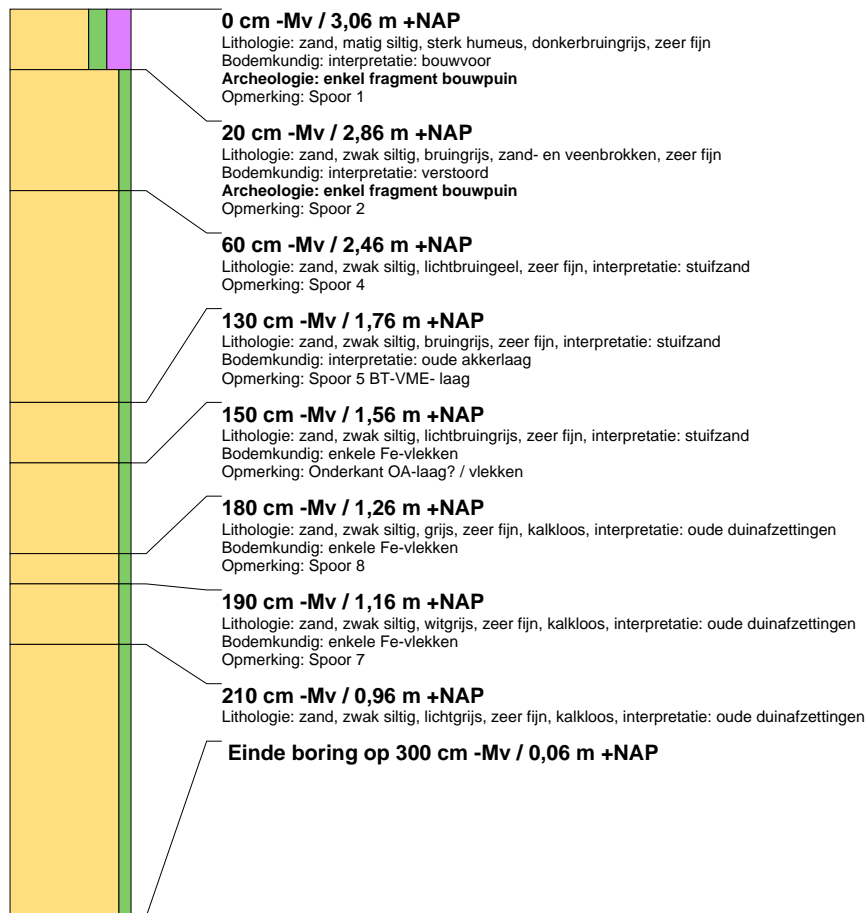 0 cm -Mv / 3,06 m +NAP
Lithologie: zand, matig siltig, sterk humeus, donkerbruingrijs, zeer fijn
Bodemkundig: interpretatie: bouwvoor
Archeologie: enkel fragment bouwpuin
Opmerking: Spoor 1
20 cm -Mv / 2,86 m +NAP
Lithologie: zand, zwak siltig, bruingrijs, zand- en veenbrokken, zeer fijn
Bodemkundig: interpretatie: verstoord
Archeologie: enkel fragment bouwpuin
Opmerking: Spoor 2
60 cm -Mv / 2,46 m +NAP
Lithologie: zand, zwak siltig, lichtbruingeel, zeer fijn, interpretatie: stuifzand
Opmerking: Spoor 4
130 cm -Mv / 1,76 m +NAP
Lithologie: zand, zwak siltig, bruingrijs, zeer fijn, interpretatie: stuifzand
Bodemkundig: interpretatie: oude akkerlaag
Opmerking: Spoor 5 BT-VME- laag
150 cm -Mv / 1,56 m +NAP
Lithologie: zand, zwak siltig, lichtbruingrijs, zeer fijn, interpretatie: stuifzand
Bodemkundig: enkele Fe-vlekken
Opmerking: Onderkant OA-laag? / vlekken
180 cm -Mv / 1,26 m +NAP
Lithologie: zand, zwak siltig, grijs, zeer fijn, kalkloos, interpretatie: oude duinafzettingen
Bodemkundig: enkele Fe-vlekken
Opmerking: Spoor 8
190 cm -Mv / 1,16 m +NAP
Lithologie: zand, zwak siltig, witgrijs, zeer fijn, kalkloos, interpretatie: oude duinafzettingen
Bodemkundig: enkele Fe-vlekken
Opmerking: Spoor 7
210 cm -Mv / 0,96 m +NAP
Lithologie: zand, zwak siltig, lichtgrijs, zeer fijn, kalkloos, interpretatie: oude duinafzettingen
Einde boring op 300 cm -Mv / 0,06 m +NAP